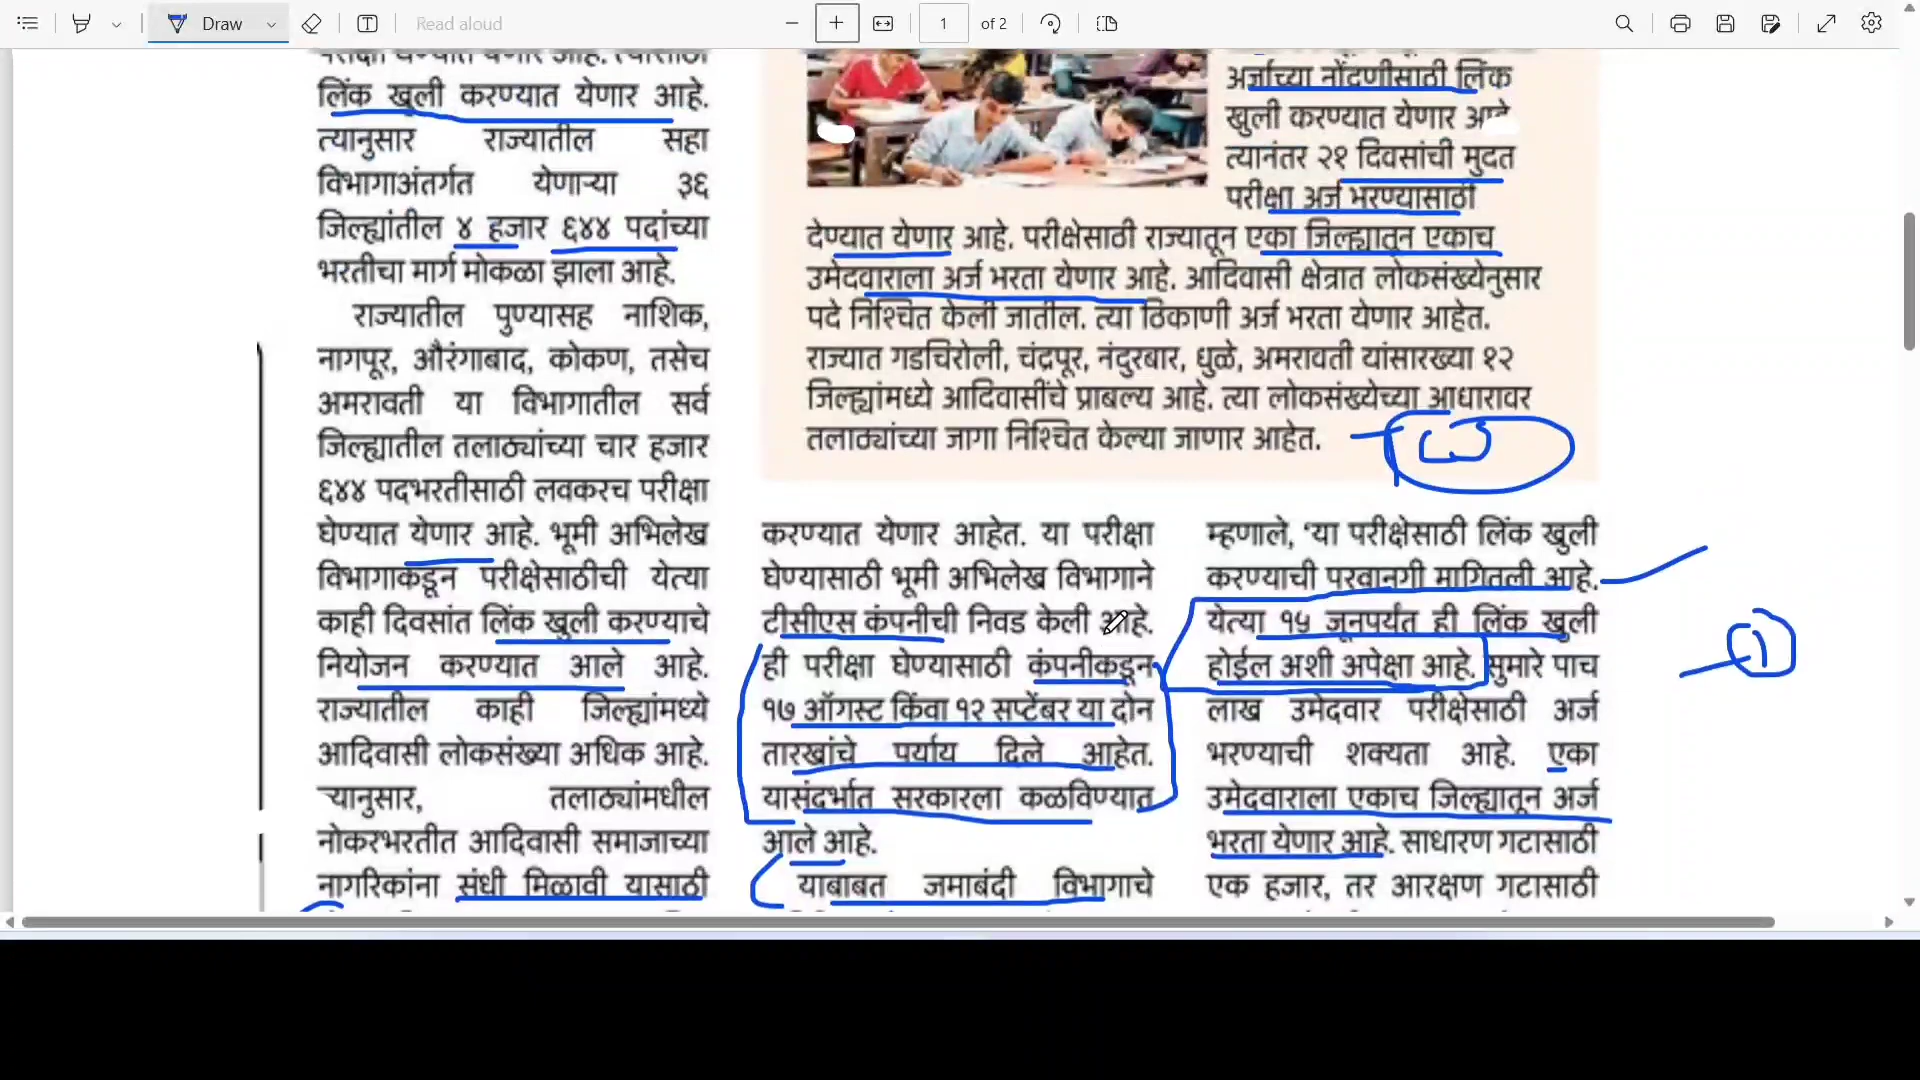 Draw
Read aloud
1
of 2
परीक्षा घेण्यात येणार आहे. त्यासाठी
लिंक खुली करण्यात येणार आहे.
त्यानुसार राज्यातील सहा
विभागाअंतर्गत येणाऱ्या ३६
जिल्ह्यांतील ४ हजार ६४४ पदांच्या
भरतीचा मार्ग मोकळा झाला आहे.
राज्यातील पुण्यासह नाशिक,
नागपूर, औरंगाबाद, कोकण, तसेच
अमरावती या विभागातील सर्व
जिल्ह्यातील तलाठ्यांच्या चार हजार
६४४ पदभरतीसाठी लवकरच परीक्षा
घेण्यात येणार आहे. भूमी अभिलेख
विभागाकडून परीक्षेसाठीची येत्या
काही दिवसांत लिंक खुली करण्याचे
नियोजन करण्यात आले आहे.
राज्यातील काही जिल्ह्यांमध्ये
आदिवासी लोकसंख्या अधिक आहे.
त्यानुसार, तलाठ्यांमधील
नोकरभरतीत आदिवासी समाजाच्या
नागरिकांना संधी मिळावी यासाठी
अर्जाच्या नोंदणीसाठी लिंक
खुली करण्यात येणार आहे
त्यानंतर २१ दिवसांची मुदत
परीक्षा अर्ज भरण्यासाठी
देण्यात येणार आहे. परीक्षेसाठी राज्यातून एका जिल्ह्यातून एकाच
उमेदवाराला अर्ज भरता येणार आहे. आदिवासी क्षेत्रात लोकसंख्येनुसार
पदे निश्चित केली जातील. त्या ठिकाणी अर्ज भरता येणार आहेत.
राज्यात गडचिरोली, चंद्रपूर, नंदुरबार, धुळे, अमरावती यांसारख्या १२
जिल्ह्यांमध्ये आदिवासींचे प्राबल्य आहे. त्या लोकसंख्येच्या आधारावर
तलाठ्यांच्या जागा निश्चित केल्या जाणार आहेत.
करण्यात येणार आहेत. या परीक्षा
घेण्यासाठी भूमी अभिलेख विभागाने
टीसीएस कंपनीची निवड केली आहे.
ही परीक्षा घेण्यासाठी कंपनीकडून
१७ ऑगस्ट किंवा १२ सप्टेंबर या दोन
तारखांचे पर्याय दिले आहेत.
यासंदर्भात सरकारला कळविण्यात
आले आहे.
याबाबत जमाबंदी विभागाचे
म्हणाले, ‘या परीक्षेसाठी लिंक खुली
करण्याची परवानगी मागितली आहे.
येत्या १५ जूनपर्यंत ही लिंक खुली
होईल अशी अपेक्षा आहे. सुमारे पाच
लाख उमेदवार परीक्षेसाठी अर्ज
भरण्याची शक्यता आहे. एका
उमेदवाराला एकाच जिल्ह्यातून अर्ज
भरता येणार आहे. साधारण गटासाठी
एक हजार, तर आरक्षण गटासाठी